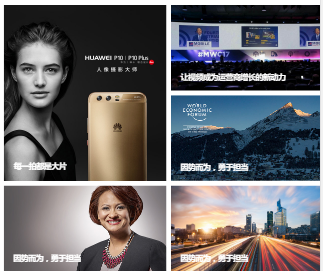 HUAWEI P10 | P10 Plus
人像摄影大师
每一拍都是大片
#MWC17
让视频成为运营商增长的新动力
WORLD
ECONOMIC
FORUM
因势而为，勇于担当
因势而为，勇于担当
因势而为，勇于担当